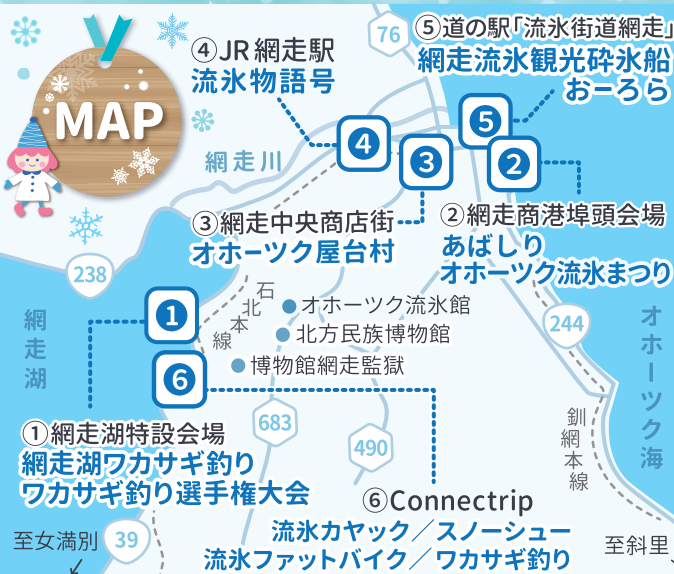 MAP
76
④JR網走駅
流氷物語号
⑤道の駅「流氷街道網走」
網走流氷観光砕氷船
おーろら
4
3
5
2
網走川
③網走中央商店街
オホーツク屋台村
②網走商港埠頭会場
あばしり
オホーツク流氷まつり
238
1
6
網走湖
石北本線
オホーツク流氷館
北方民族博物館
博物館網走監獄
244
オホーツク海
683
490
釧網本線
①網走湖特設会場
網走湖ワカサギ釣り
ワカサギ釣り選手権大会
⑥Connectrip
流氷カヤック／スノーシュー
流氷ファットバイク／ワカサギ釣り
至女満別
39
至斜里